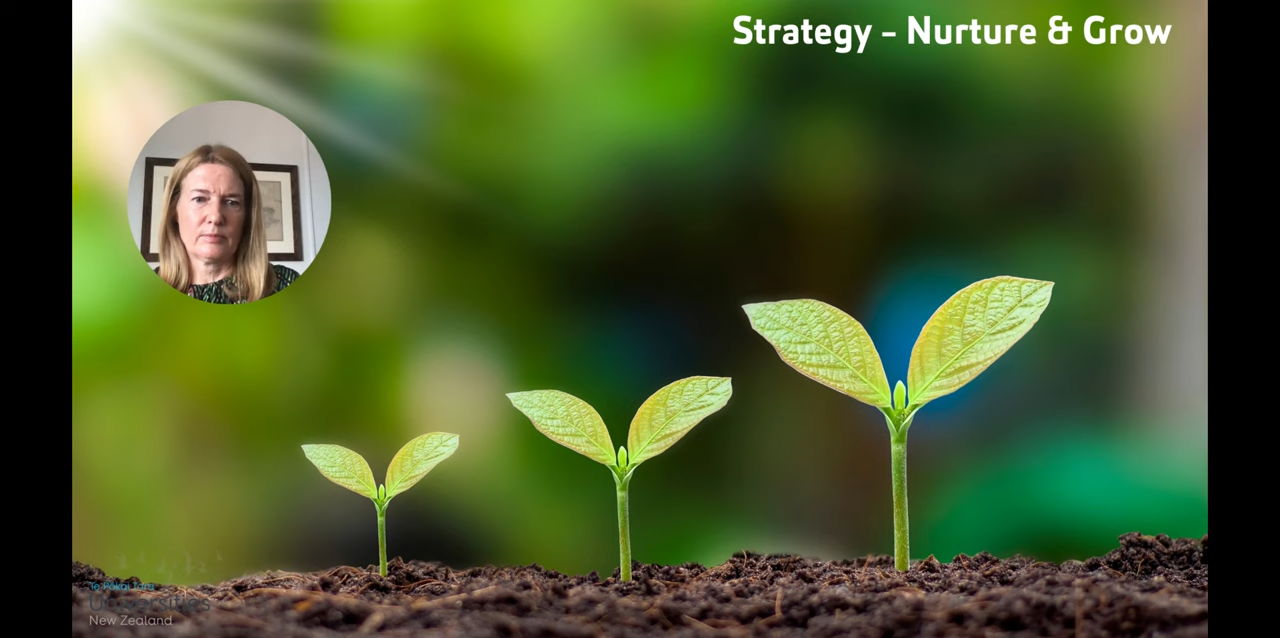 Strategy – Nurture & Grow
Te Pōkai Tara
Universities
New Zealand